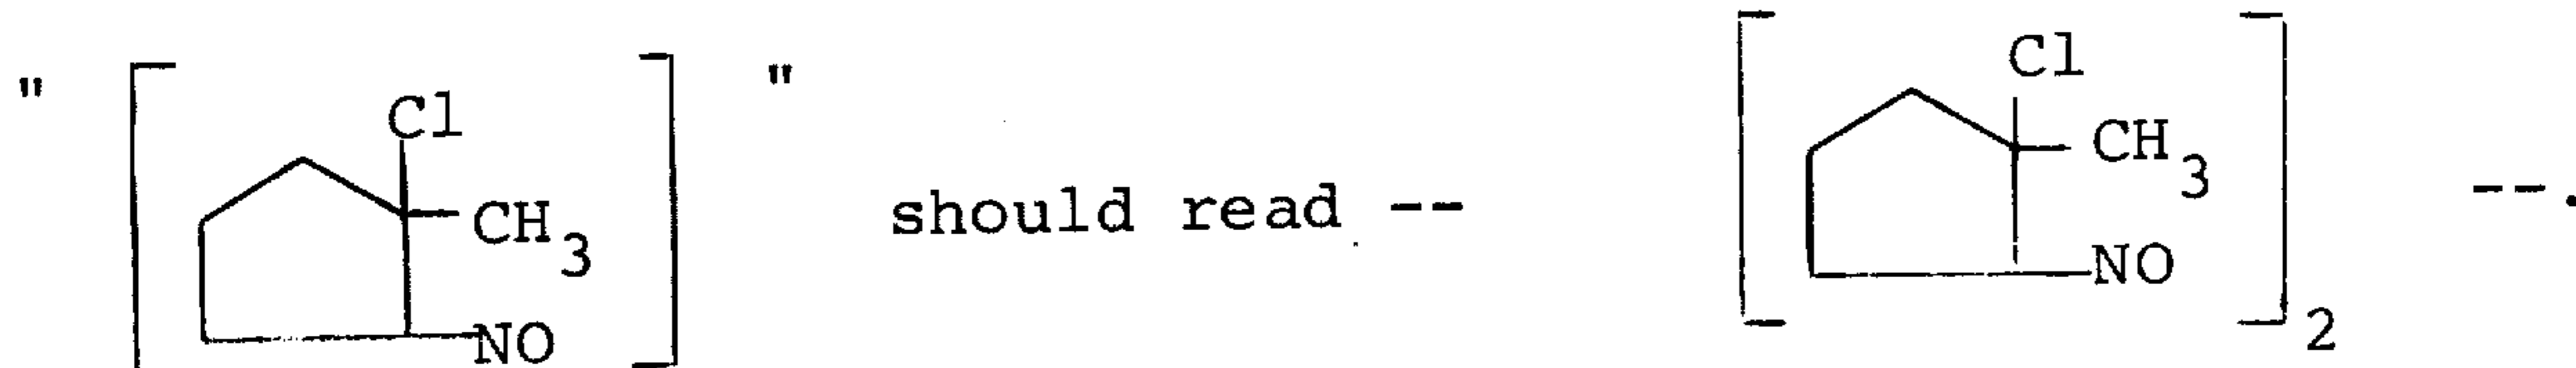 " [ Cl
CH3
NO ] " should read -- [ Cl
CH3
NO ]2 --.